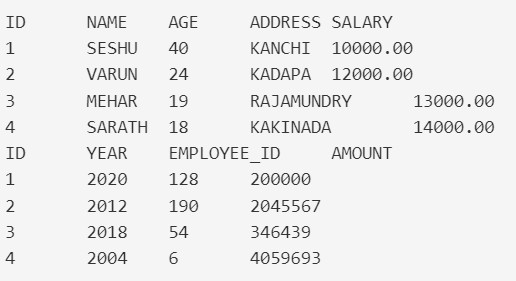 ID NAME AGE ADDRESS SALARY
1 SESHU 40 KANCHI 10000.00
2 VARUN 24 KADAPA 12000.00
3 MEHAR 19 RAJAMUNDRY 13000.00
4 SARATH 18 KAKINADA 14000.00
ID YEAR EMPLOYEE_ID AMOUNT
1 2020 128 200000
2 2012 190 2045567
3 2018 54 346439
4 2004 6 4059693